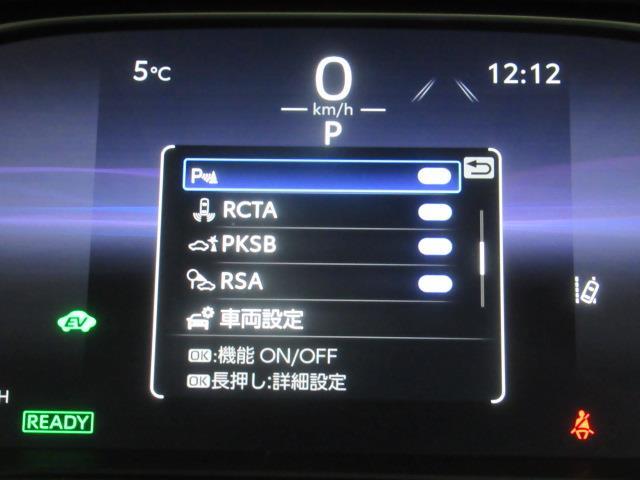 5℃
0
km/h
P
12:12
P
RCTA
PKSB
RSA
車両設定
OK:機能 ON/OFF
OK長押し:詳細設定
EV
H
READY